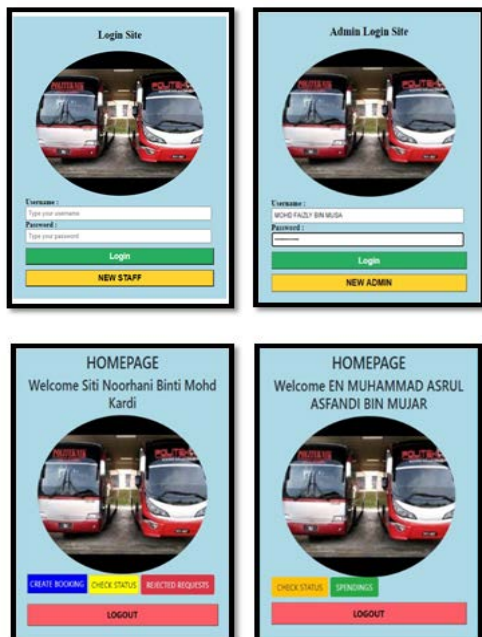 Login Site
Username :
Type your username
Password :
Type your password
Login
NEW STAFF
Admin Login Site
Username :
MOHD FAIZLY BIN MUSA
Password :
Login
NEW ADMIN
HOMEPAGE
Welcome Siti Noorhani Binti Mohd
Kardi
CREATE BOOKING CHECK STATUS REJECTED REQUESTS
LOGOUT
HOMEPAGE
Welcome EN MUHAMMAD ASRUL
ASFANDI BIN MUJAR
CHECK STATUS SPENDINGS
LOGOUT